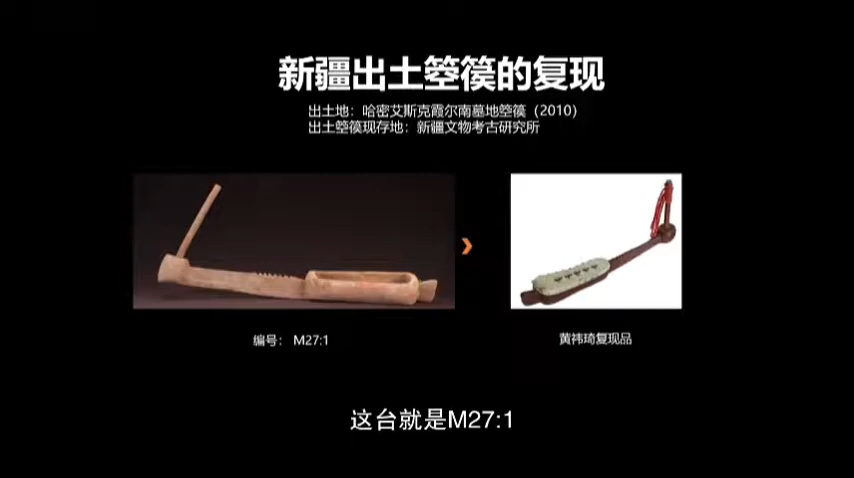 新疆出土箜篌的复现
出土地：哈密艾斯克霞尔南墓地箜篌（2010）
出土箜篌现存地：新疆文物考古研究所
编号： M27:1
黄祎琦复现品
这台就是M27:1